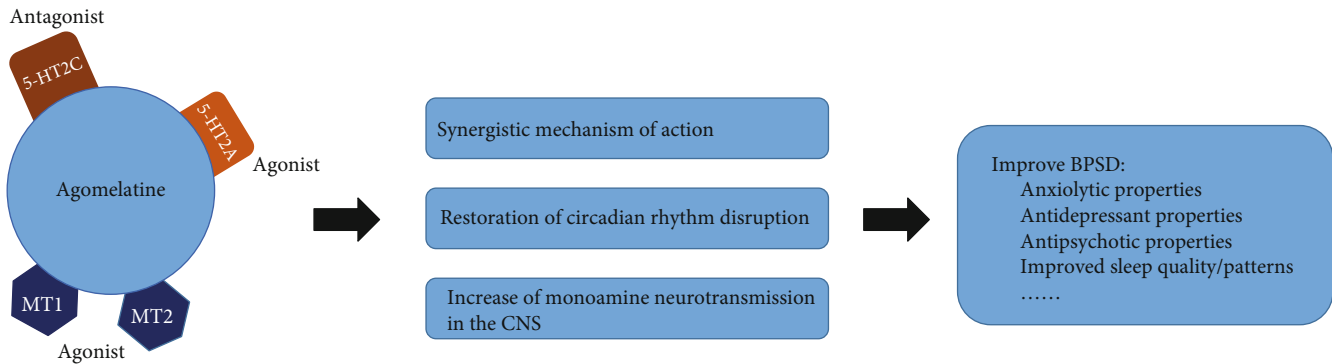 Antagonist
5-HT2C
5-HT2A
Agonist
Agomelatine
MT1
MT2
Agonist
Synergistic mechanism of action
Restoration of circadian rhythm disruption
Increase of monoamine neurotransmission
in the CNS
Improve BPSD:
Anxiolytic properties
Antidepressant properties
Antipsychotic properties
Improved sleep quality/patterns
……